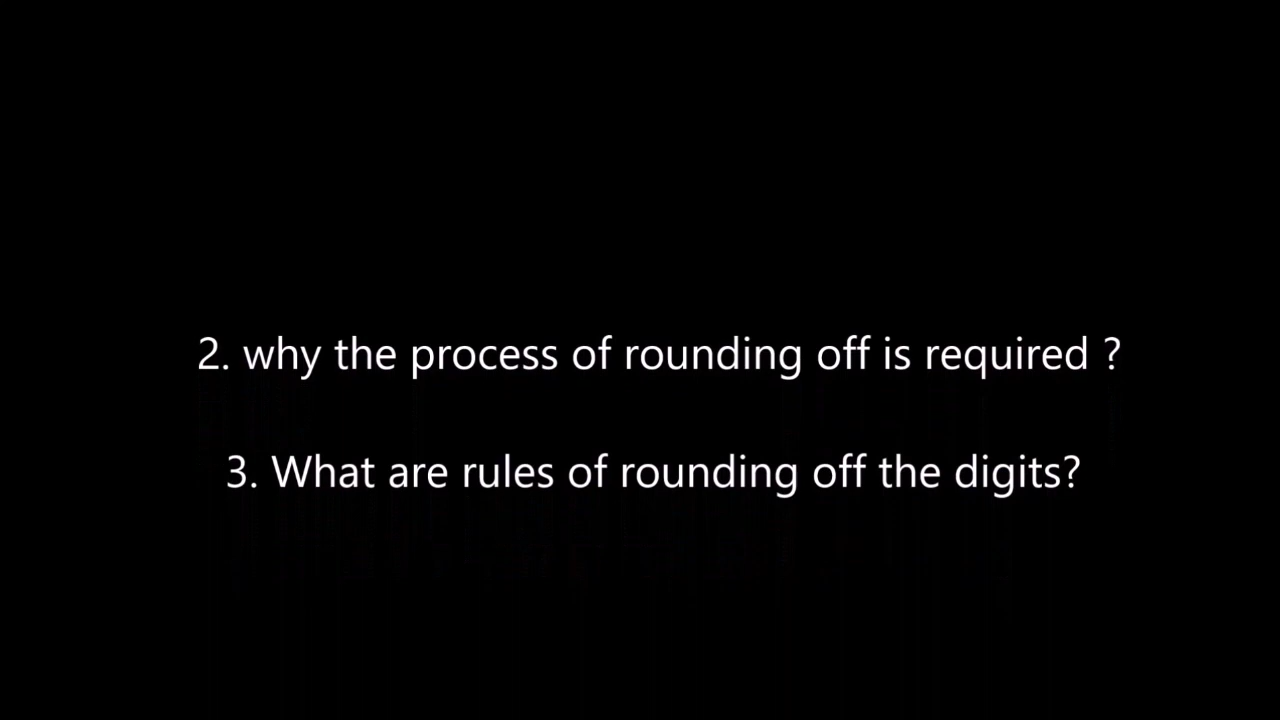 2. why the process of rounding off is required ?
3. What are rules of rounding off the digits?